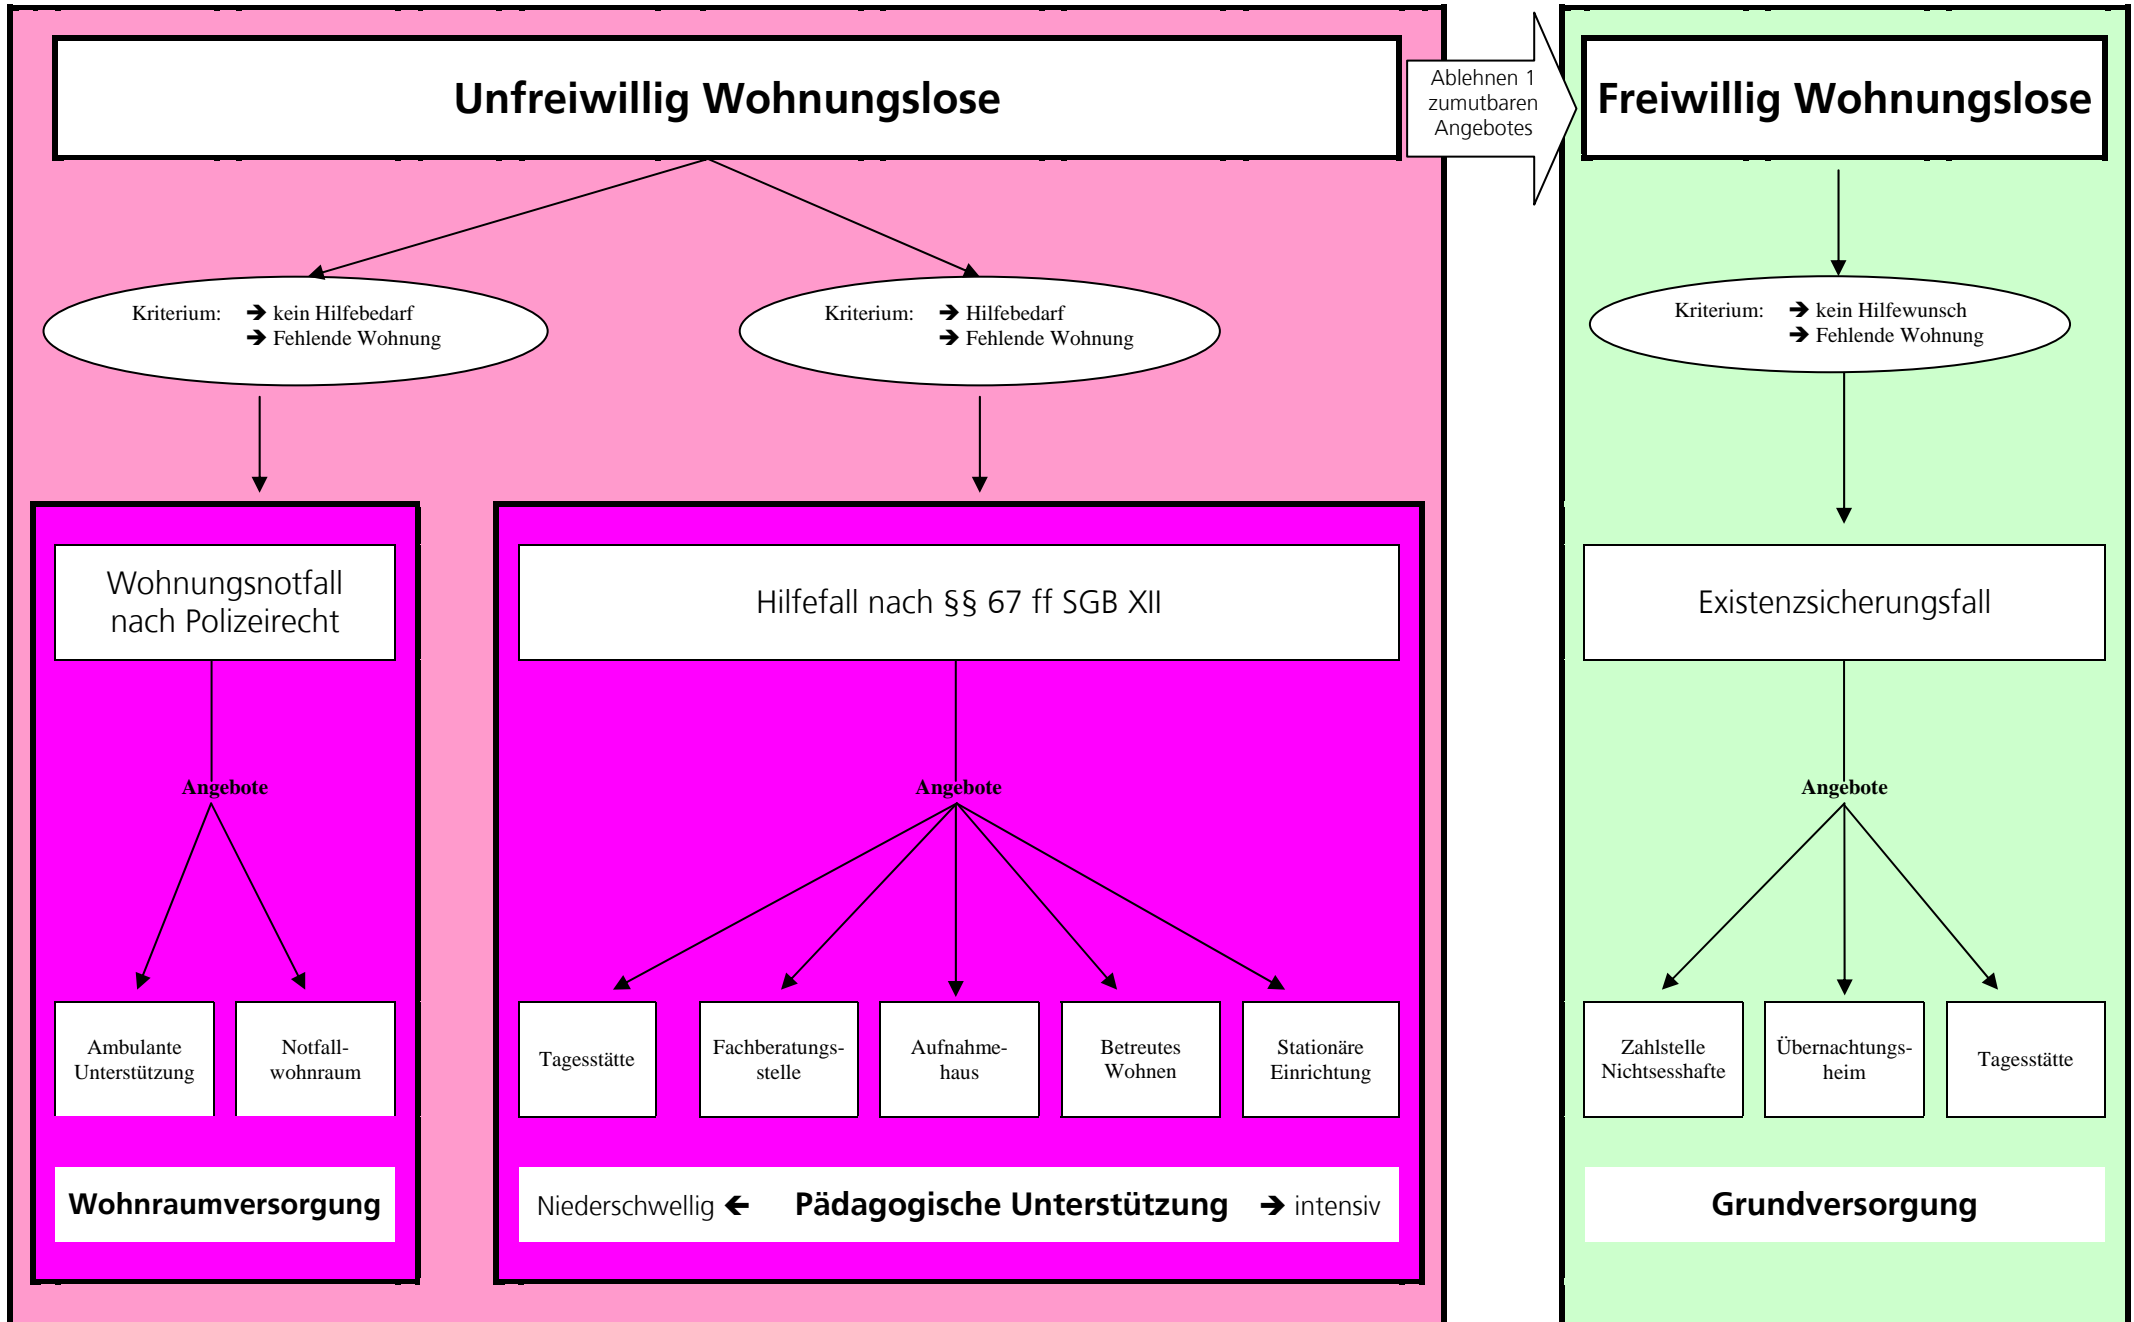 Unfreiwillig Wohnungslose
Ablehnen 1
zumutbaren
Angebotes
Freiwillig Wohnungslose
Kriterium: ➔ kein Hilfebedarf
➔ Fehlende Wohnung
Kriterium: ➔ Hilfebedarf
➔ Fehlende Wohnung
Kriterium: ➔ kein Hilfewunsch
➔ Fehlende Wohnung
Wohnungsnotfall
nach Polizeirecht
Hilfefall nach §§ 67 ff SGB XII
Existenzsicherungsfall
Angebote
Angebote
Angebote
Ambulante
Unterstützung
Notfall-
wohnraum
Tagesstätte
Fachberatungs-
stelle
Aufnahme-
haus
Betreutes
Wohnen
Stationäre
Einrichtung
Zahlstelle
Nichtsesshafte
Übernachtungs-
heim
Tagesstätte
Wohnraumversorgung
Niederschwellig 🡸 Pädagogische Unterstützung ➔ intensiv
Grundversorgung